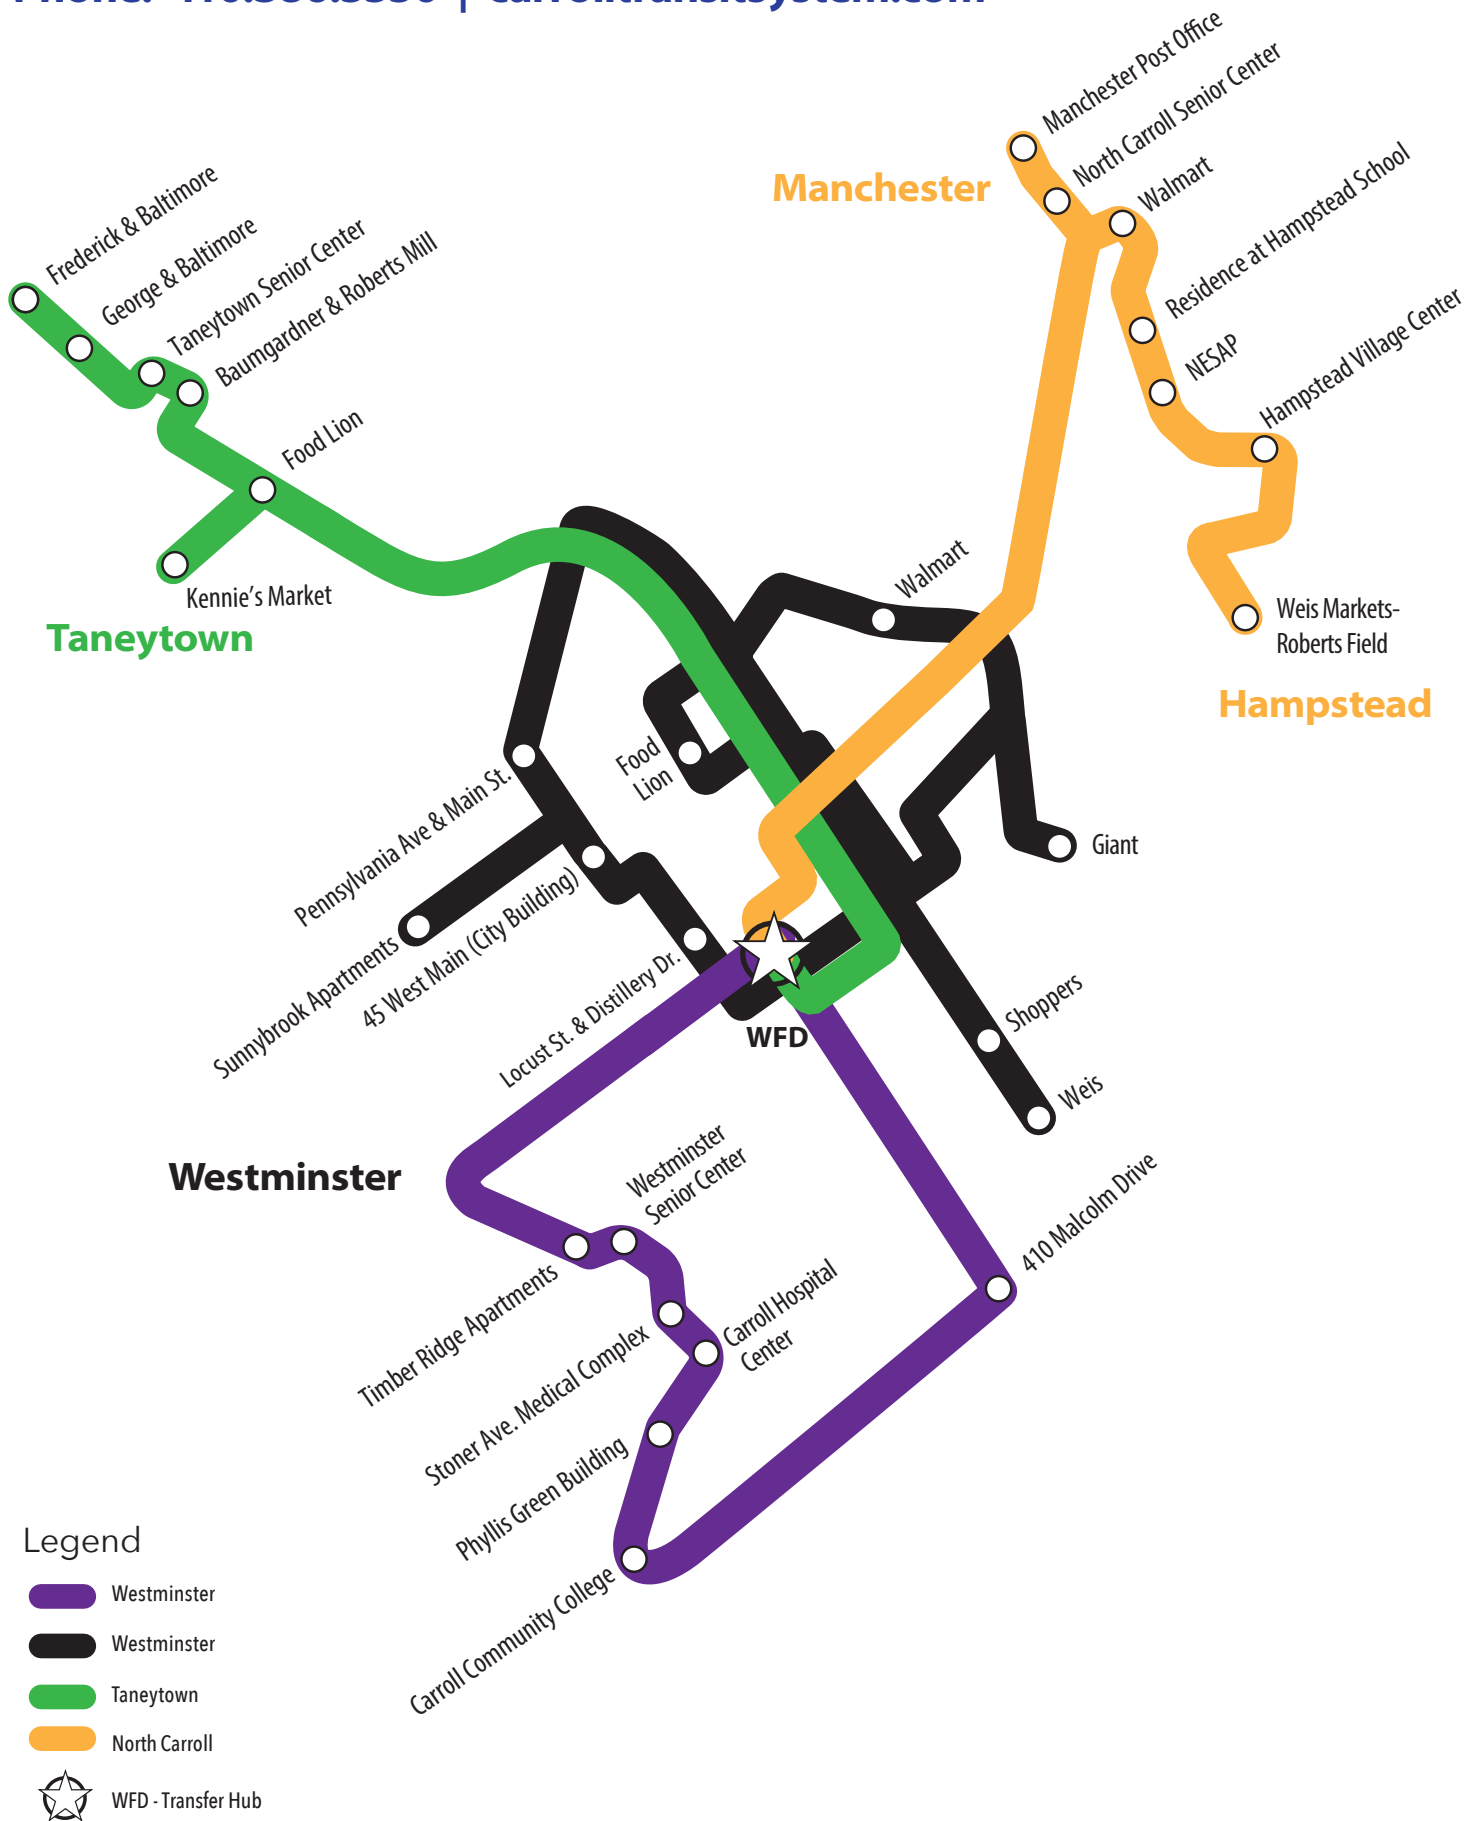 Manchester Post Office
North Carroll Senior Center
Manchester
Walmart
Residence at Hampstead School
NESAP
Hampstead Village Center
Weis Markets-
Roberts Field
Hampstead
Frederick & Baltimore
George & Baltimore
Taneytown Senior Center
Baumgardner & Roberts Mill
Food Lion
Kennie's Market
Taneytown
Walmart
Food
Lion
Giant
Pennsylvania Ave & Main St.
Sunnybrook Apartments
45 West Main (City Building)
Locust St. & Distillery Dr.
WFD
Shoppers
Weis
Westminster
Westminster
Senior Center
410 Malcolm Drive
Timber Ridge Apartments
Carroll Hospital
Center
Stoner Ave. Medical Complex
Phyllis Green Building
Carroll Community College
Legend
Westminster
Westminster
Taneytown
North Carroll
WFD - Transfer Hub